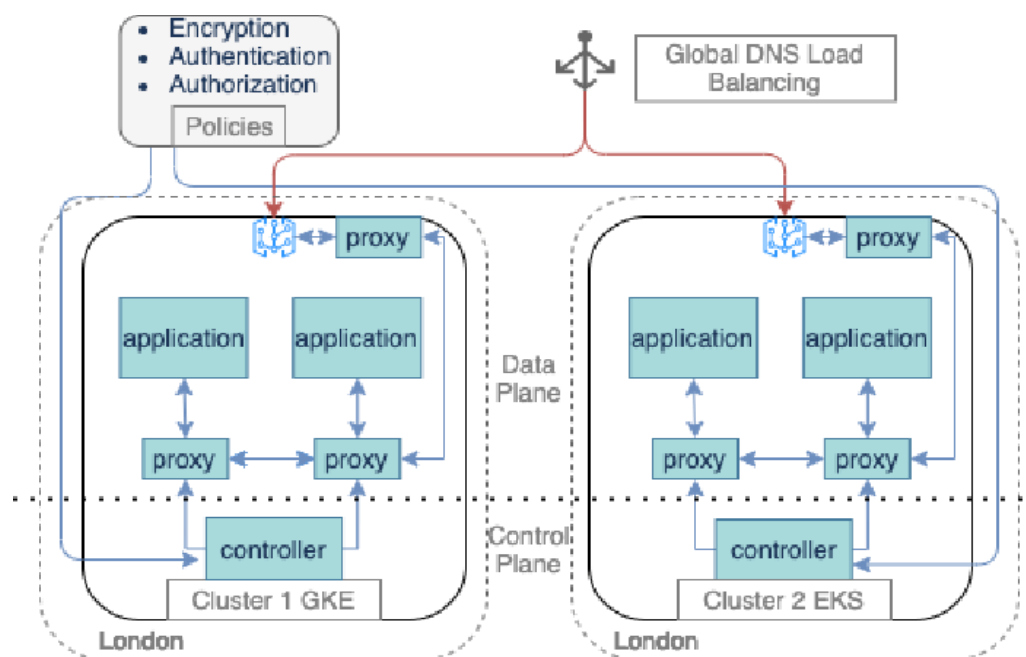 Encryption
Authentication
Authorization
Policies
Global DNS Load
Balancing
proxy
proxy
application
application
application
application
Data
Plane
proxy
proxy
proxy
proxy
Control
Plane
controller
controller
Cluster 1 GKE
Cluster 2 EKS
London
London